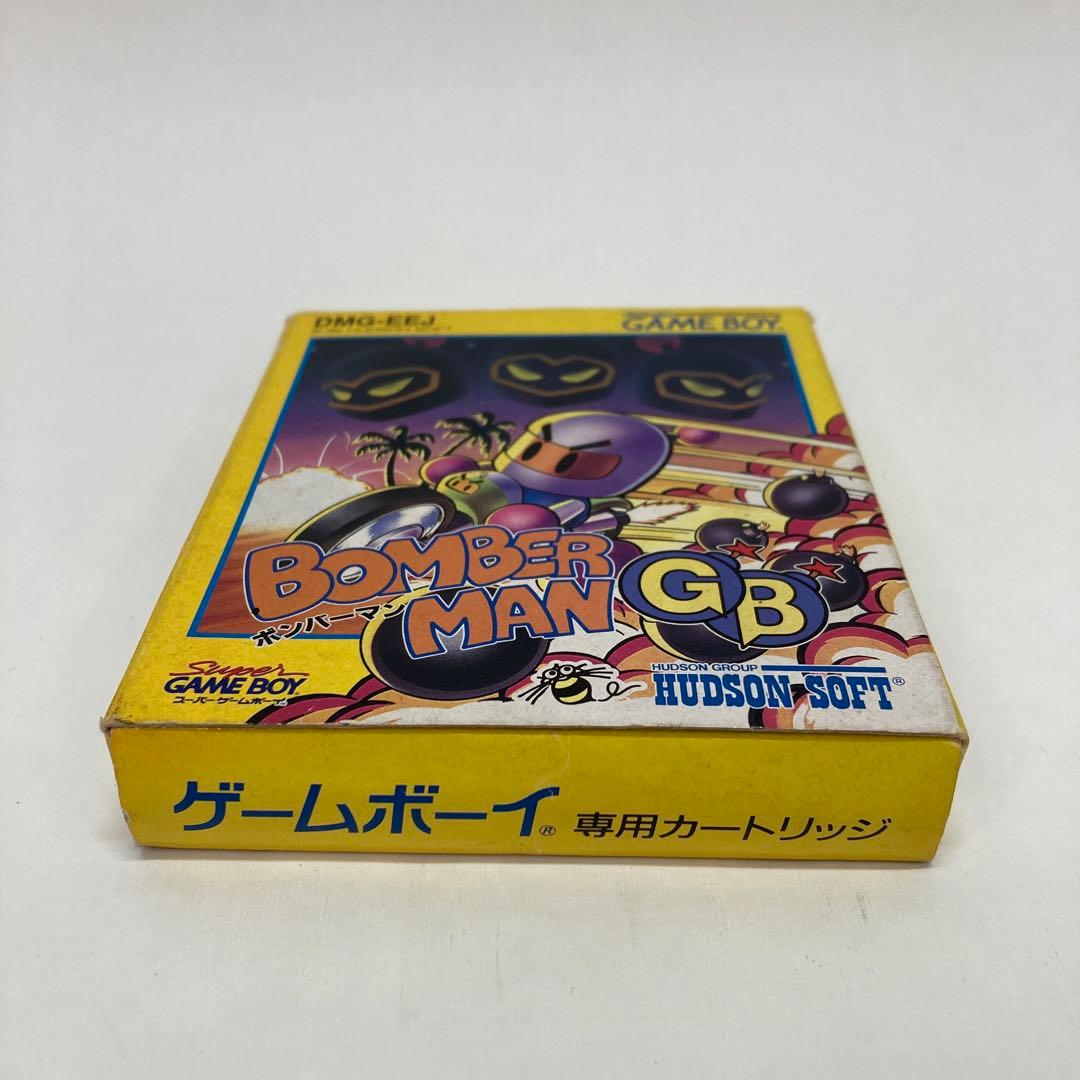 DMG-EEJ
GAME BOY
BOMBER
MAN
GB
ボンバーマン
Super
GAME BOY
スーパーゲームボーイ
HUDSON GROUP
HUDSON SOFT®
ゲームボーイ® 専用カートリッジ